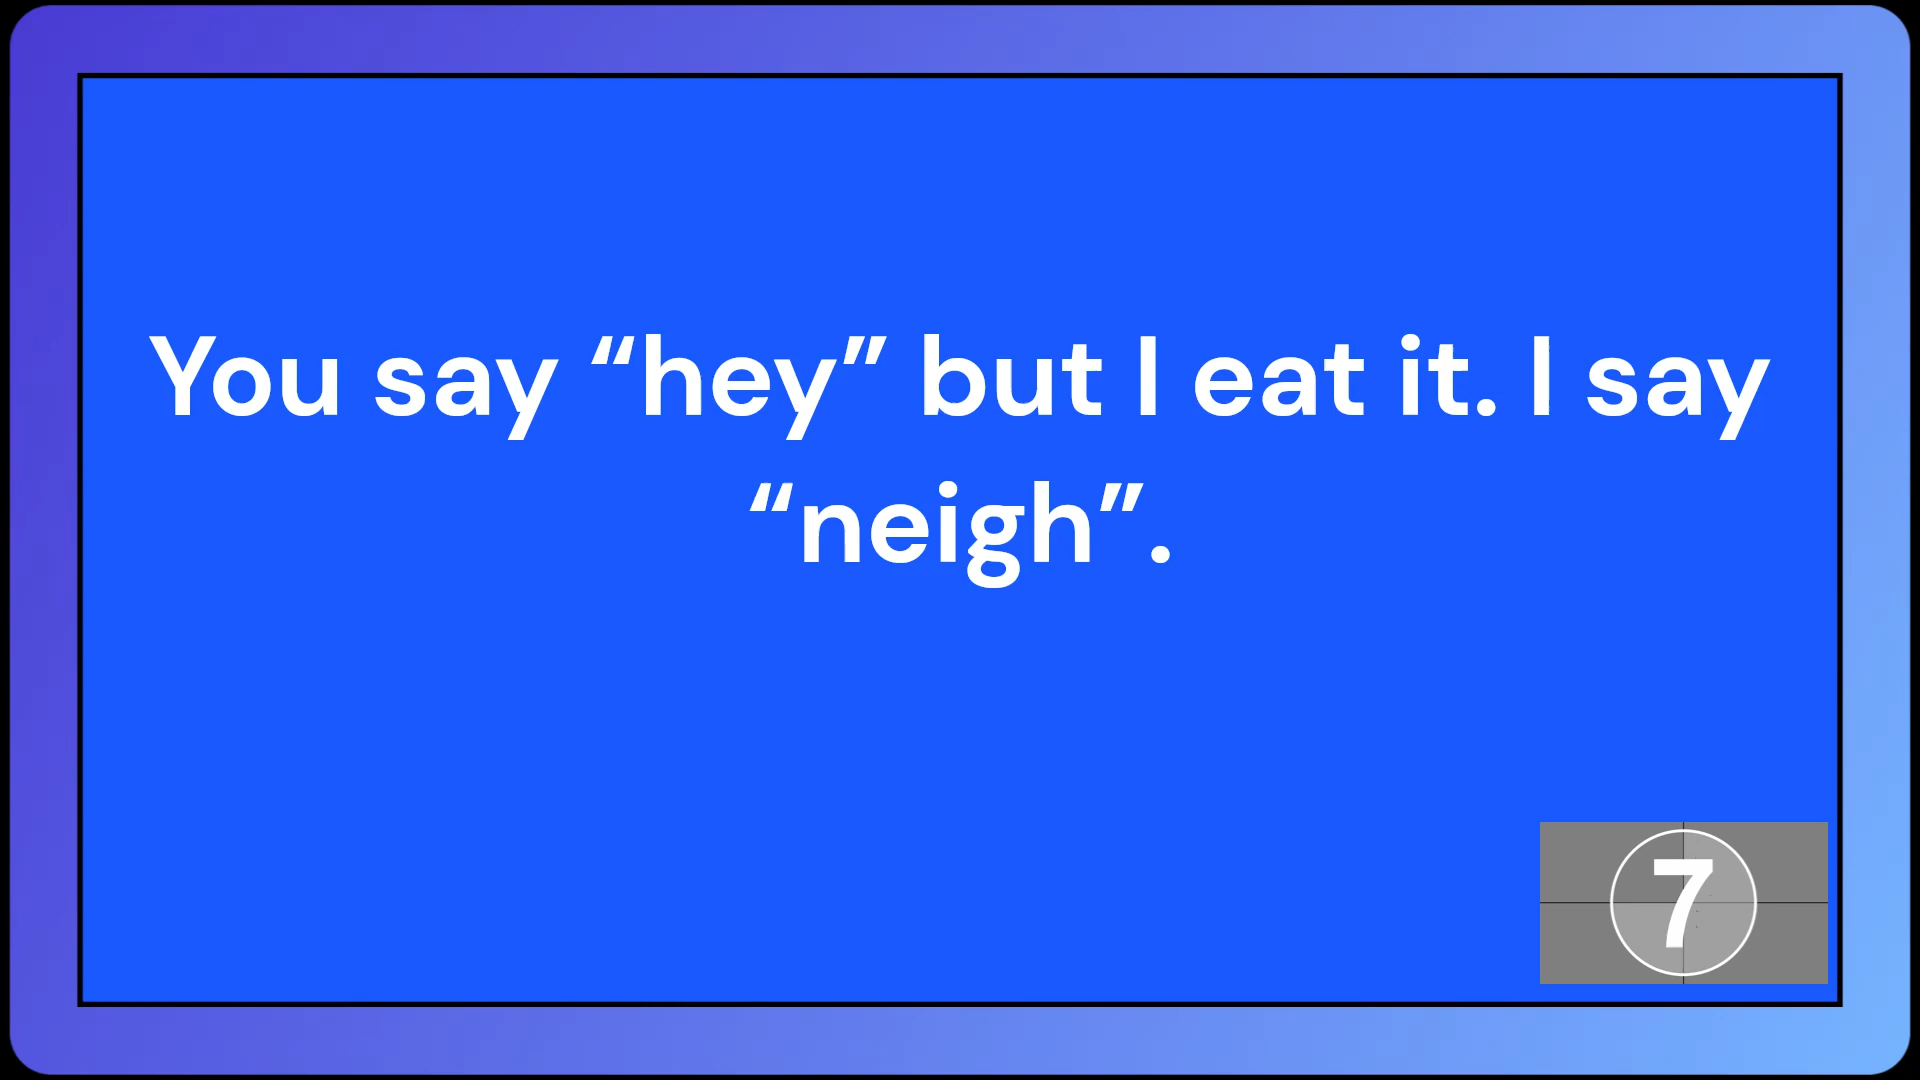 You say “hey” but I eat it. I say
“neigh”.
7